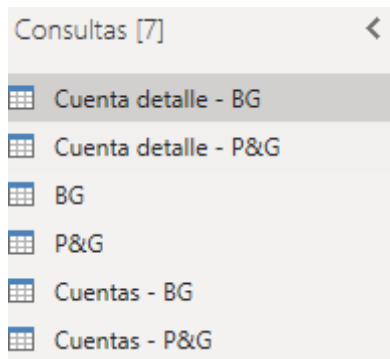 Consultas [7]
Cuenta detalle - BG
Cuenta detalle - P&G
BG
P&G
Cuentas - BG
Cuentas - P&G